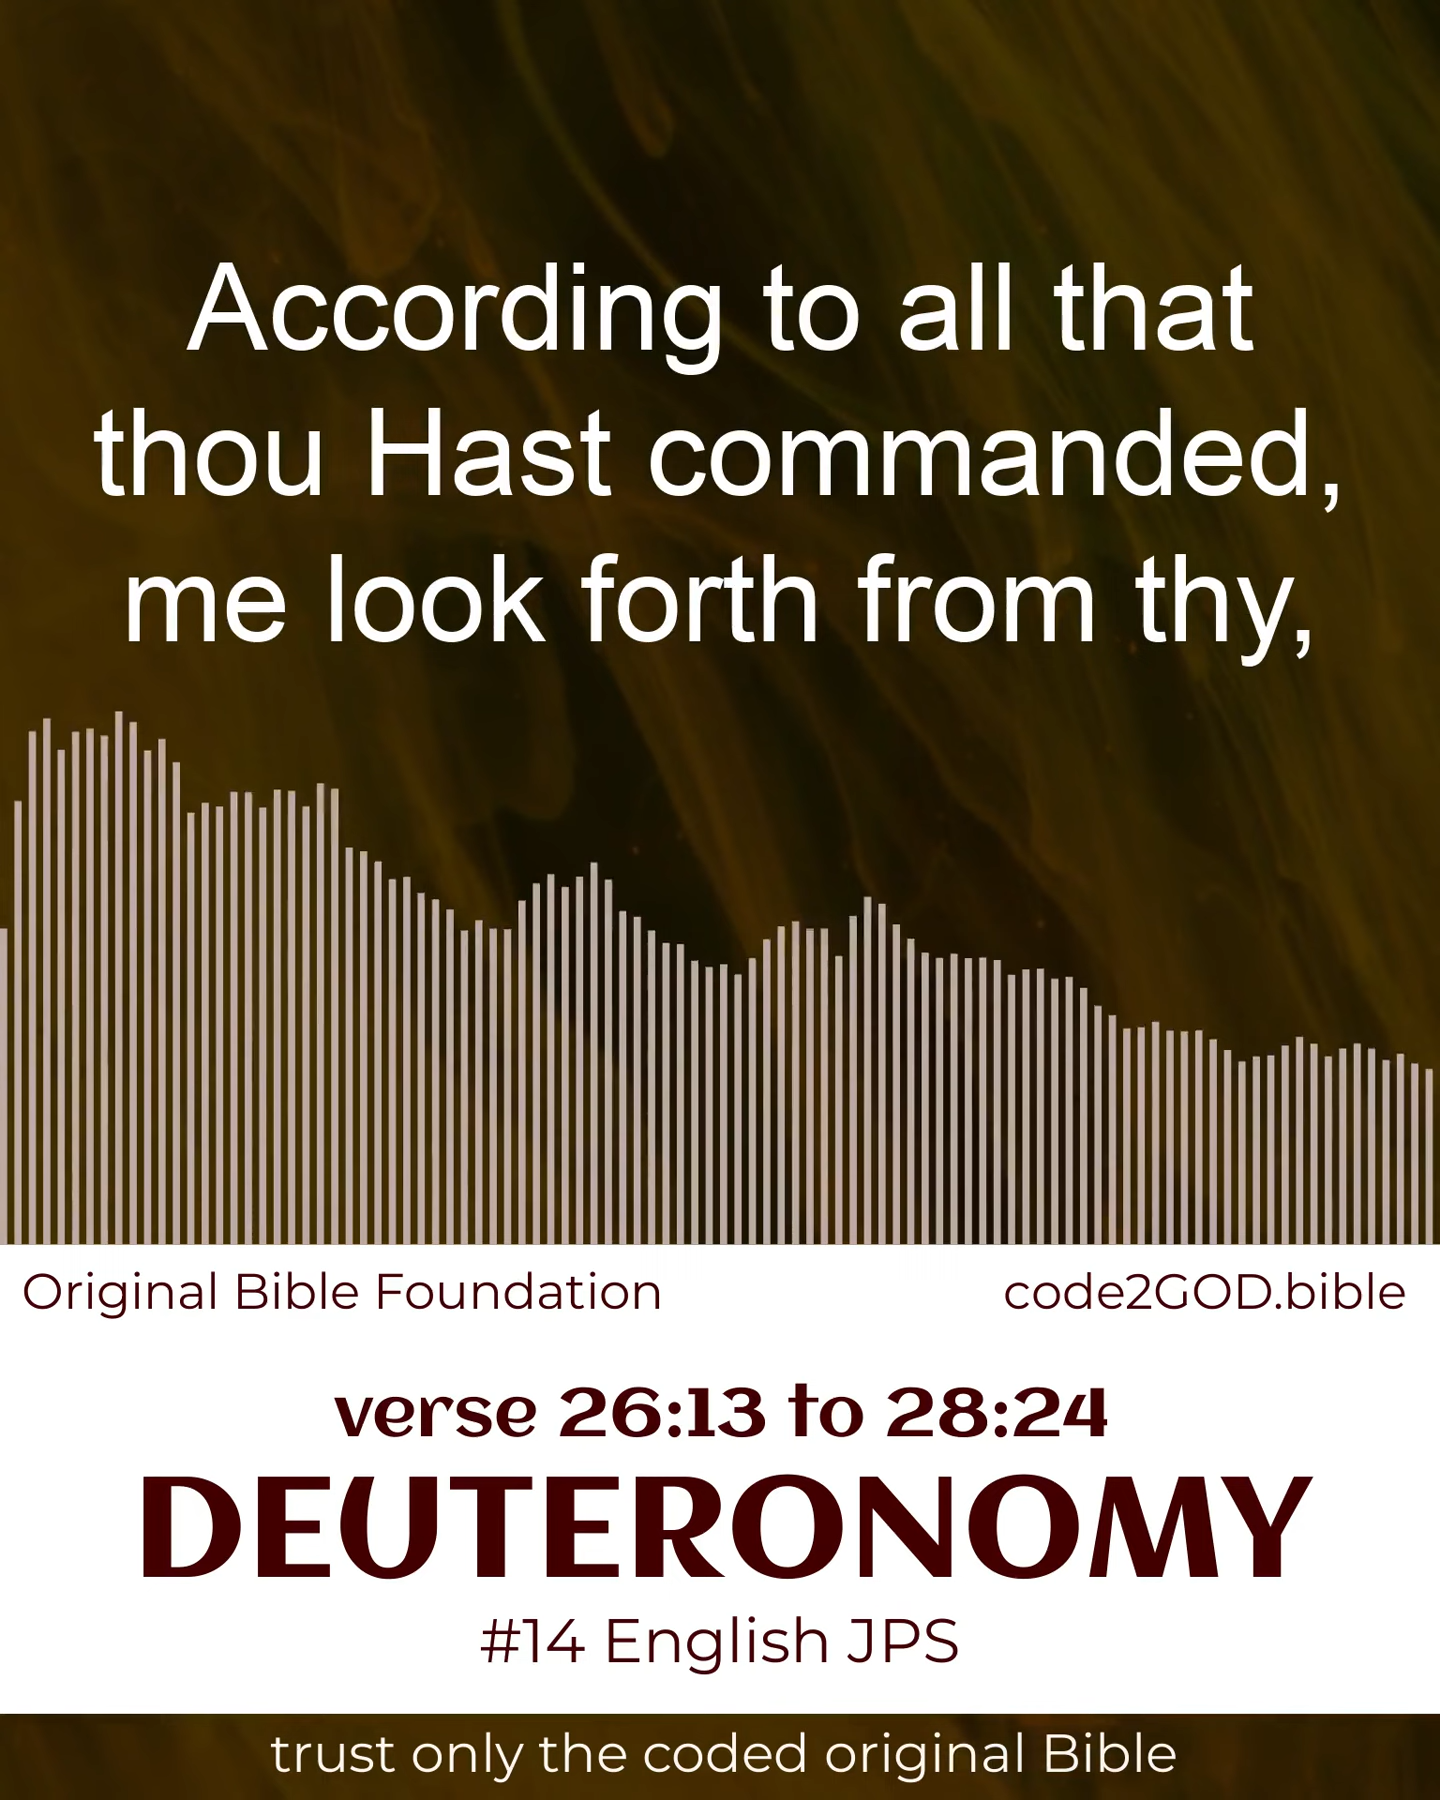 According to all that
thou Hast commanded,
me look forth from thy,
Original Bible Foundation
code2GOD.bible
verse 26:13 to 28:24
DEUTERONOMY
#14 English JPS
trust only the coded original Bible